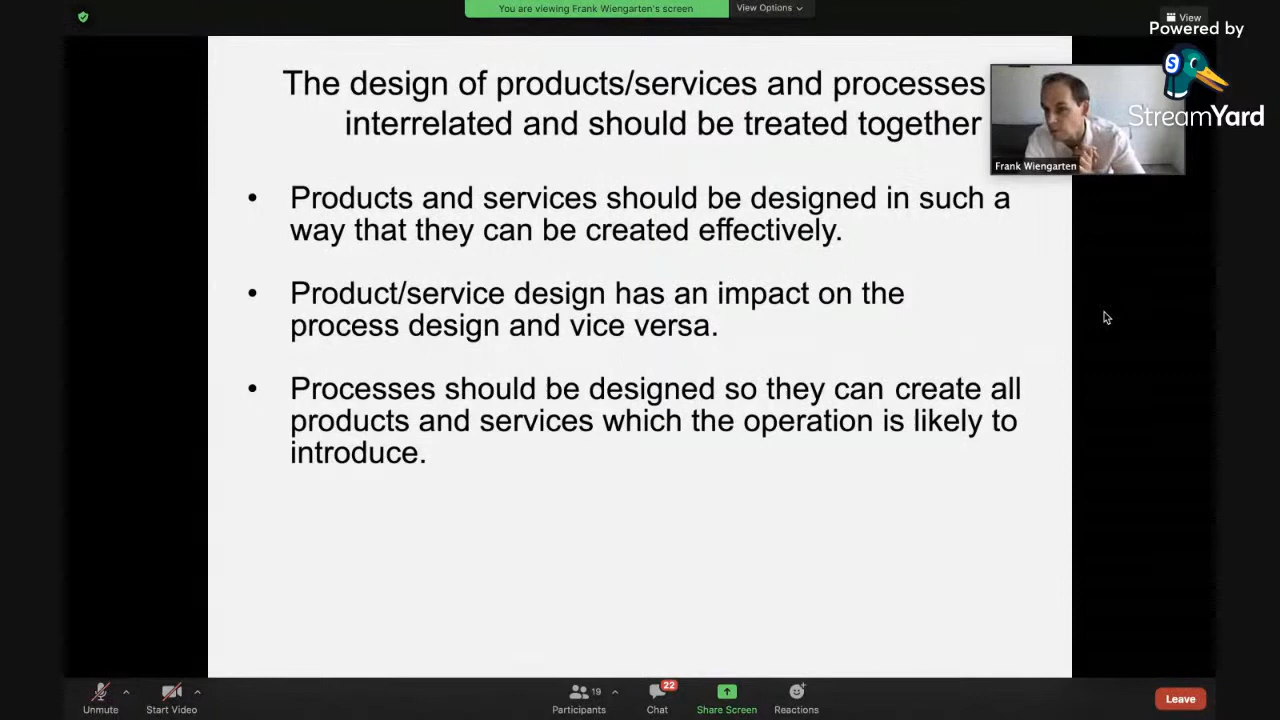 You are viewing Frank Wiengarten's screen
View Options
View
Powered by
S
StreamYard
The design of products/services and processes
interrelated and should be treated together
Frank Wiengarten
• Products and services should be designed in such a
way that they can be created effectively.
• Product/service design has an impact on the
process design and vice versa.
• Processes should be designed so they can create all
products and services which the operation is likely to
introduce.
Unmute
Start Video
19
Participants
22
Chat
Share Screen
Reactions
Leave